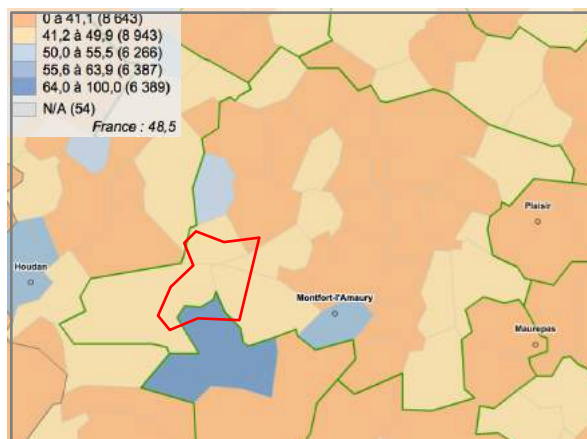 0 à 41,1 (8 643)
41,2 à 49,9 (8 943)
50,0 à 55,5 (6 266)
55,6 à 63,9 (6 387)
64,0 à 100,0 (6 389)
N/A (54)
France : 48,5
Plaisir
Houdan
Montfort-l'Amaury
Maurepas